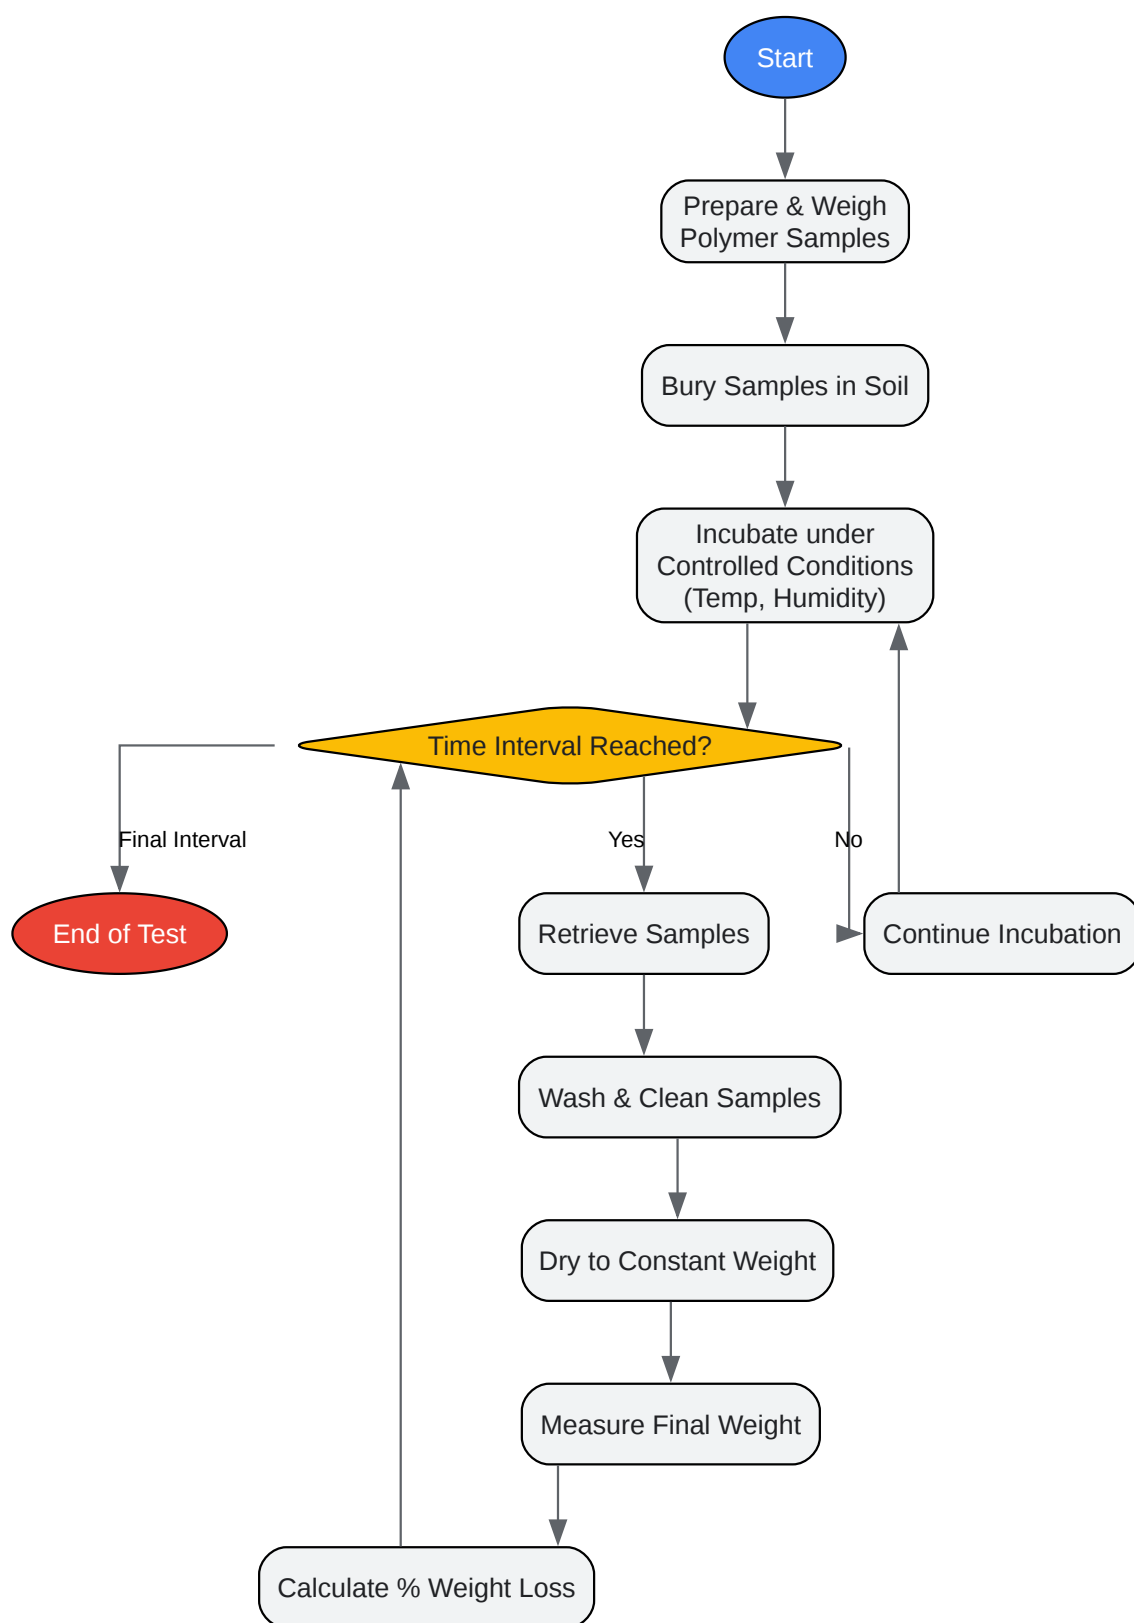 Start
Prepare & Weigh
Polymer Samples
Bury Samples in Soil
Incubate under
Controlled Conditions
(Temp, Humidity)
Time Interval Reached?
Final Interval
Yes
No
End of Test
Retrieve Samples
Continue Incubation
Wash & Clean Samples
Dry to Constant Weight
Measure Final Weight
Calculate % Weight Loss